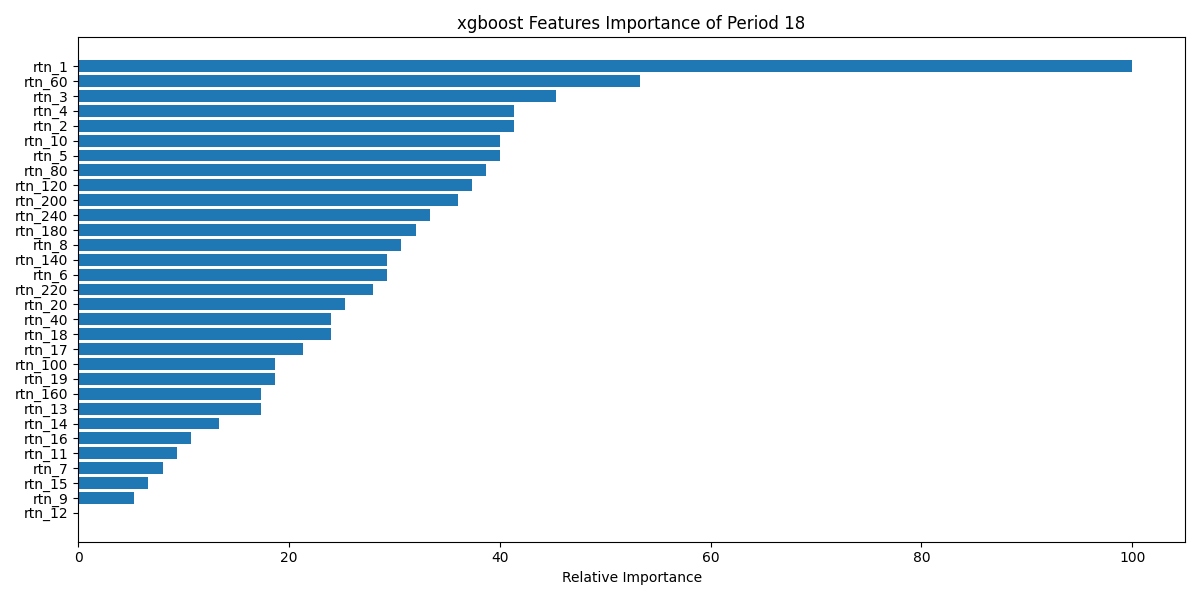 xgboost Features Importance of Period 18
rtn_1
rtn_60
rtn_3
rtn_4
rtn_2
rtn_10
rtn_5
rtn_80
rtn_120
rtn_200
rtn_240
rtn_180
rtn_8
rtn_140
rtn_6
rtn_220
rtn_20
rtn_40
rtn_18
rtn_17
rtn_100
rtn_19
rtn_160
rtn_13
rtn_14
rtn_16
rtn_11
rtn_7
rtn_15
rtn_9
rtn_12
0 20 40 60 80 100
Relative Importance